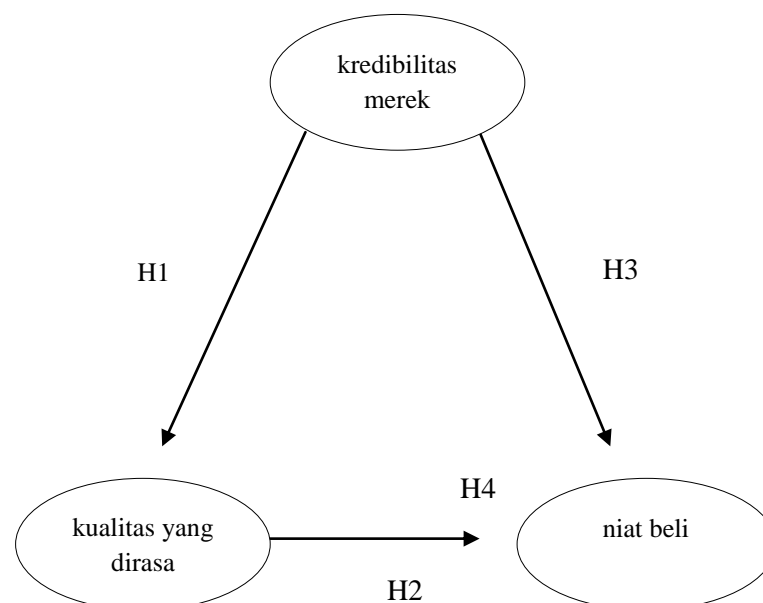 kredibilitas
merek
H1
H3
H4
kualitas yang
dirasa
niat beli
H2